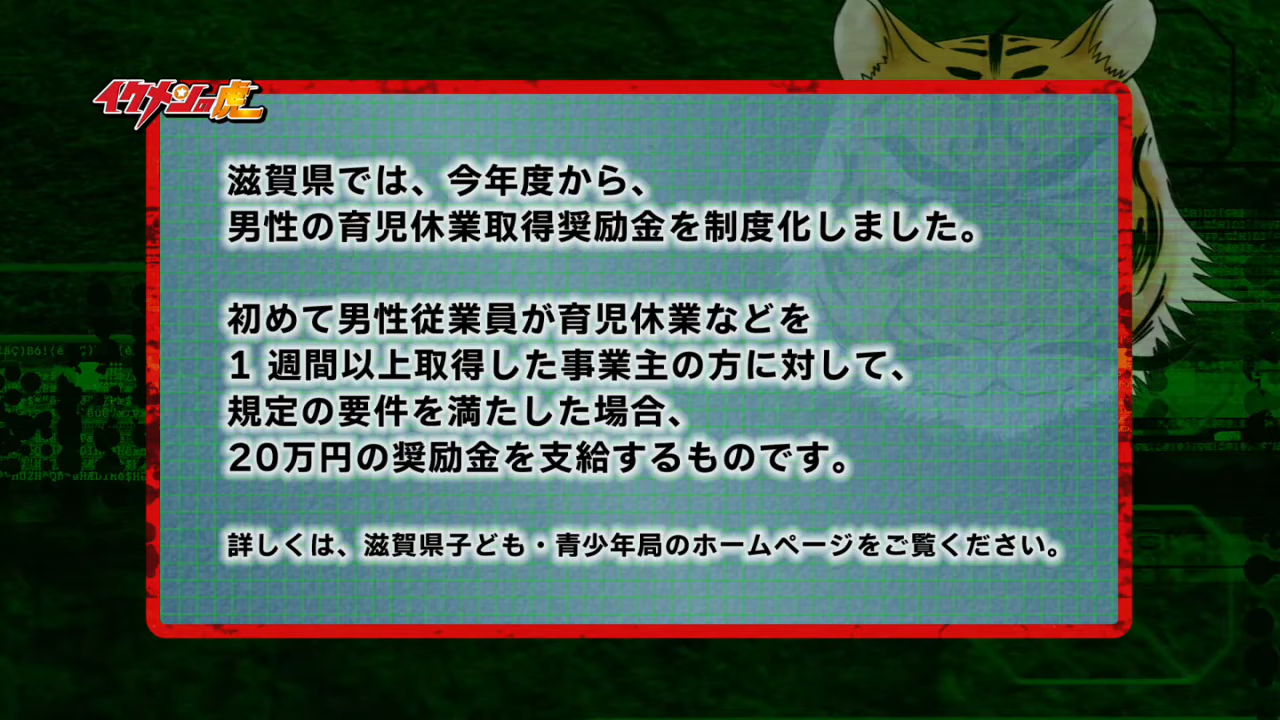 イクメンの虎
滋賀県では、今年度から、
男性の育児休業取得奨励金を制度化しました。
初めて男性従業員が育児休業などを
1 週間以上取得した事業主の方に対して、
規定の要件を満たした場合、
20万円の奨励金を支給するものです。
詳しくは、滋賀県子ども・青少年局のホームページをご覧ください。